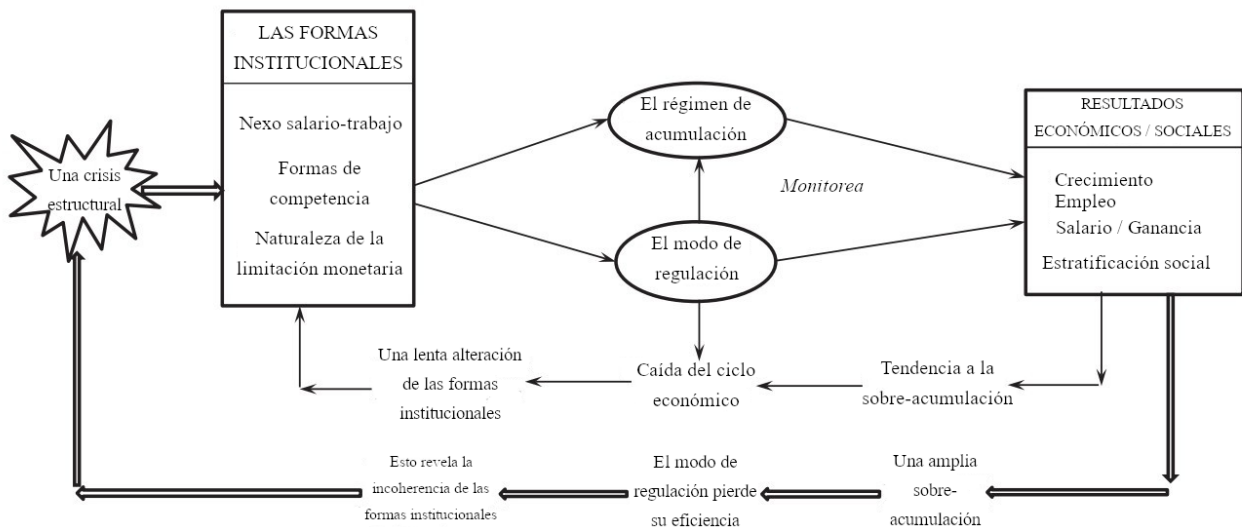 LAS FORMAS
INSTITUCIONALES
Nexo salario-trabajo
Formas de
competencia
Naturaleza de la
limitación monetaria
Una crisis
estructural
El régimen de
acumulación
Monitorea
El modo de
regulación
RESULTADOS
ECONÓMICOS / SOCIALES
Crecimiento
Empleo
Salario / Ganancia
Estratificación social
Una lenta alteración
de las formas
institucionales
Caída del ciclo
económico
Tendencia a la
sobre-acumulación
Esto revela la
incoherencia de las
formas institucionales
El modo de
regulación pierde
su eficiencia
Una amplia
sobre-
acumulación